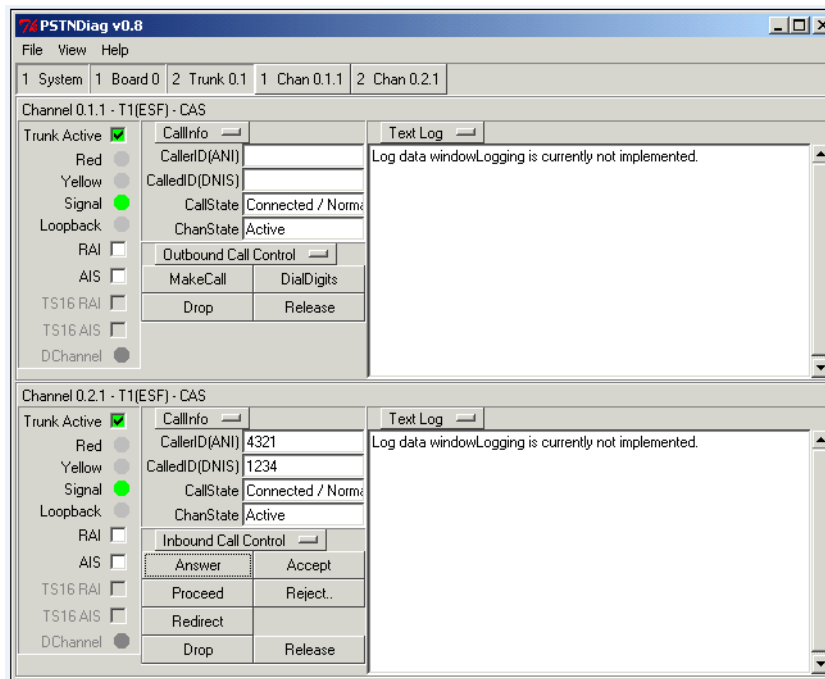 PSTNDiag v0.8
File View Help
1 System 1 Board 0 2 Trunk 0.1 1 Chan 0.1.1 2 Chan 0.2.1
Channel 0.1.1 - T1(ESF) - CAS
Trunk Active
Red
Yellow
Signal
Loopback
RAI
AIS
TS16 RAI
TS16 AIS
DChannel
CallInfo
CallerID(ANI)
CalledID(DNIS)
CallState Connected / Norma
ChanState Active
Outbound Call Control
MakeCall DialDigits
Drop Release
Text Log
Log data windowLogging is currently not implemented.
Channel 0.2.1 - T1(ESF) - CAS
Trunk Active
Red
Yellow
Signal
Loopback
RAI
AIS
TS16 RAI
TS16 AIS
DChannel
CallInfo
CallerID(ANI) 4321
CalledID(DNIS) 1234
CallState Connected / Norma
ChanState Active
Inbound Call Control
Answer Accept
Proceed Reject..
Redirect
Drop Release
Text Log
Log data windowLogging is currently not implemented.